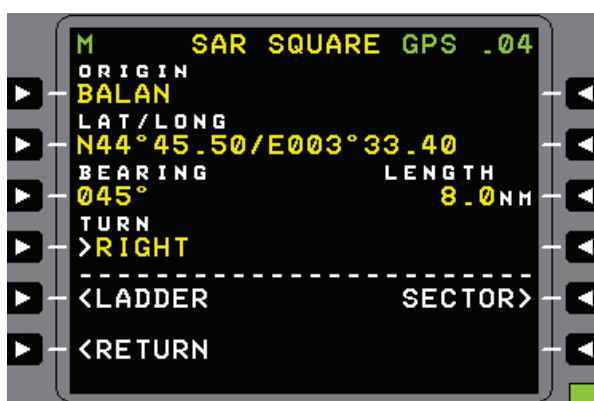 M SAR SQUARE GPS .04
ORIGIN
BALAN
LAT/LONG
N44°45.50/E003°33.40
BEARING LENGTH
045° 8.0NM
TURN
>RIGHT
<LADDER SECTOR>
<RETURN